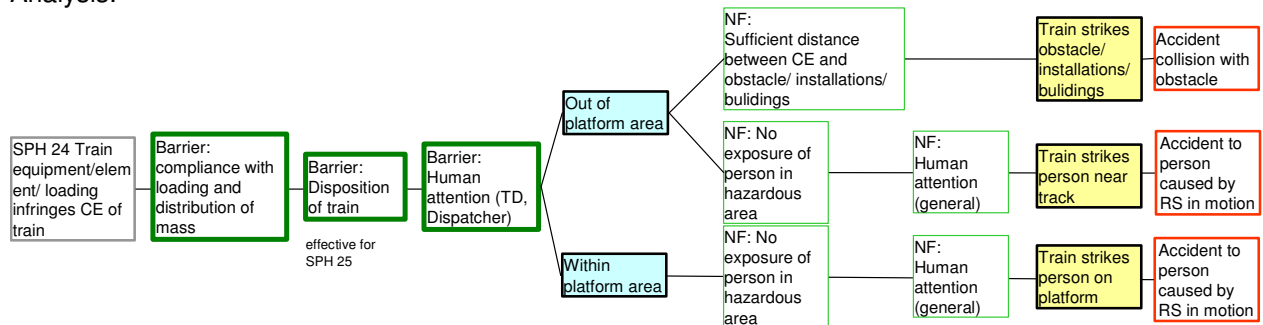 Analysis:
SPH 24 Train
equipment/elem
ent/ loading
infringes CE of
train
Barrier:
compliance with
loading and
distribution of
mass
Barrier:
Disposition
of train
effective for
SPH 25
Barrier:
Human
attention (TD,
Dispatcher)
Out of
platform area
Within
platform area
NF:
Sufficient distance
between CE and
obstacle/ installations/
bulidings
Train strikes
obstacle/
installations/
bulidings
Accident
collision with
obstacle
NF: No
exposure of
person in
hazardous
area
NF:
Human
attention
(general)
Train strikes
person near
track
Accident to
person
caused by
RS in motion
NF: No
exposure of
person in
hazardous
area
NF:
Human
attention
(general)
Train strikes
person on
platform
Accident to
person
caused by
RS in motion